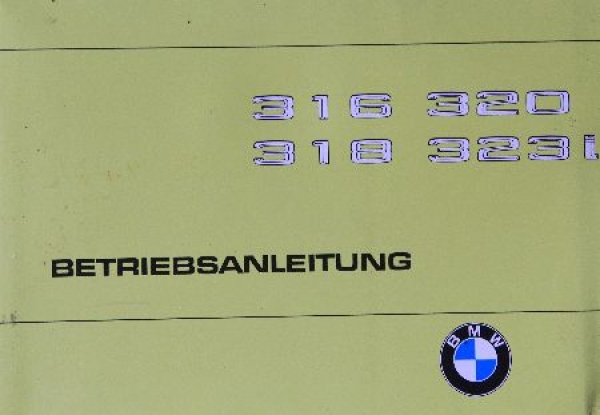 316 320
318 323i
BETRIEBSANLEITUNG
BMW